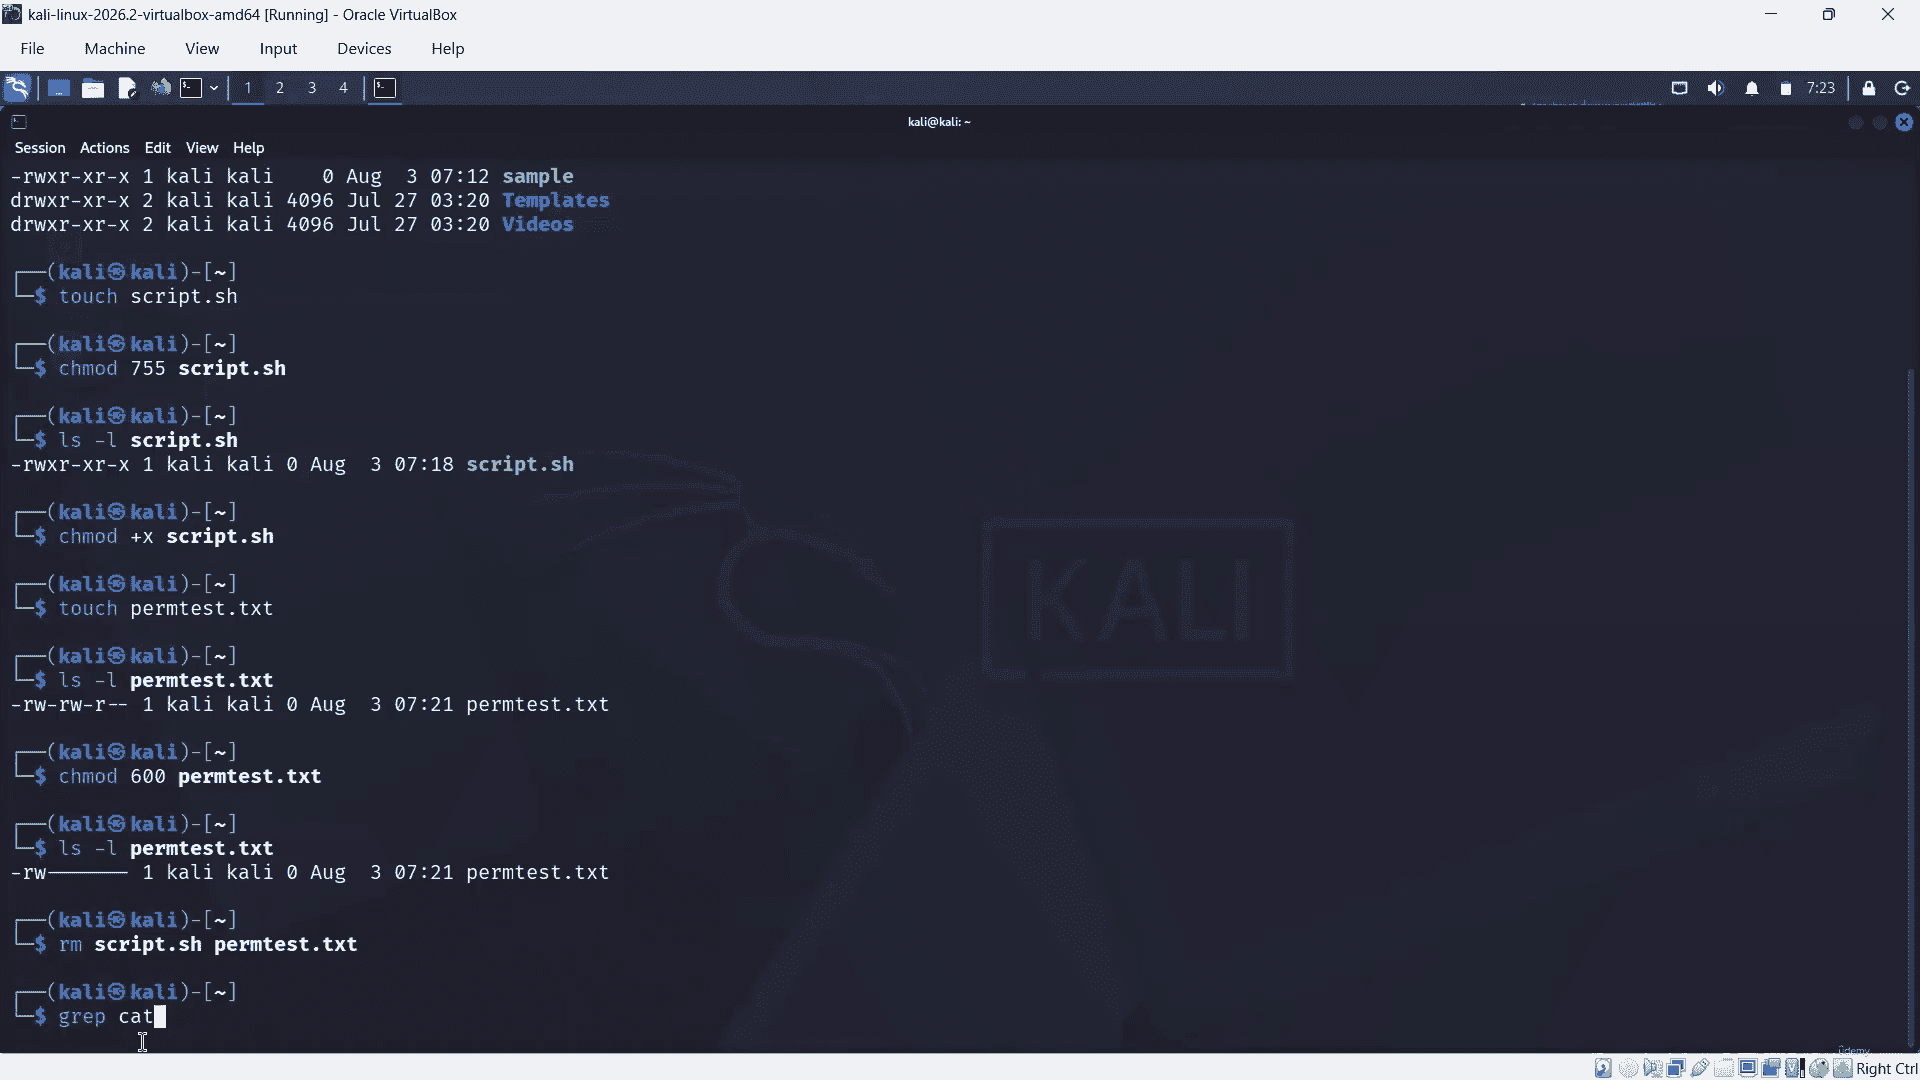 kali-linux-2026.2-virtualbox-amd64 [Running] - Oracle VirtualBox
File Machine View Input Devices Help
1 2 3 4 7:23
kali@kali: ~
Session Actions Edit View Help
-rwxr-xr-x 1 kali kali 0 Aug 3 07:12 sample
drwxr-xr-x 2 kali kali 4096 Jul 27 03:20 Templates
drwxr-xr-x 2 kali kali 4096 Jul 27 03:20 Videos
┌──(kali㉿kali)-[~]
└─$ touch script.sh
┌──(kali㉿kali)-[~]
└─$ chmod 755 script.sh
┌──(kali㉿kali)-[~]
└─$ ls -l script.sh
-rwxr-xr-x 1 kali kali 0 Aug 3 07:18 script.sh
┌──(kali㉿kali)-[~]
└─$ chmod +x script.sh
┌──(kali㉿kali)-[~]
└─$ touch permtest.txt
┌──(kali㉿kali)-[~]
└─$ ls -l permtest.txt
-rw-rw-r-- 1 kali kali 0 Aug 3 07:21 permtest.txt
┌──(kali㉿kali)-[~]
└─$ chmod 600 permtest.txt
┌──(kali㉿kali)-[~]
└─$ ls -l permtest.txt
-rw------- 1 kali kali 0 Aug 3 07:21 permtest.txt
┌──(kali㉿kali)-[~]
└─$ rm script.sh permtest.txt
┌──(kali㉿kali)-[~]
└─$ grep cat
KALI
Udemy
Right Ctrl